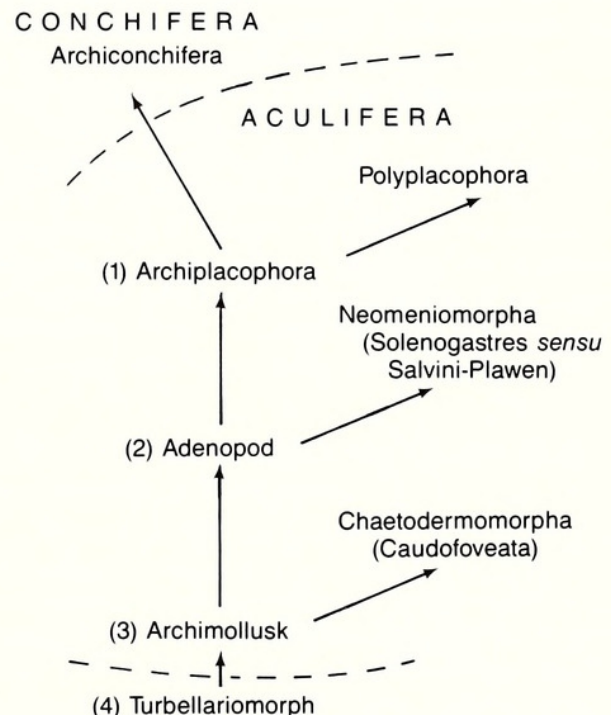 CONCHIFERA
Archiconchifera
ACULIFERA
Polyplacophora
(1) Archiplacophora
Neomeniomorpha
(Solenogastres sensu
Salvini-Plawen)
(2) Adenopod
Chaetodermomorpha
(Caudofoveata)
(3) Archimollusk
(4) Turbellariomorph